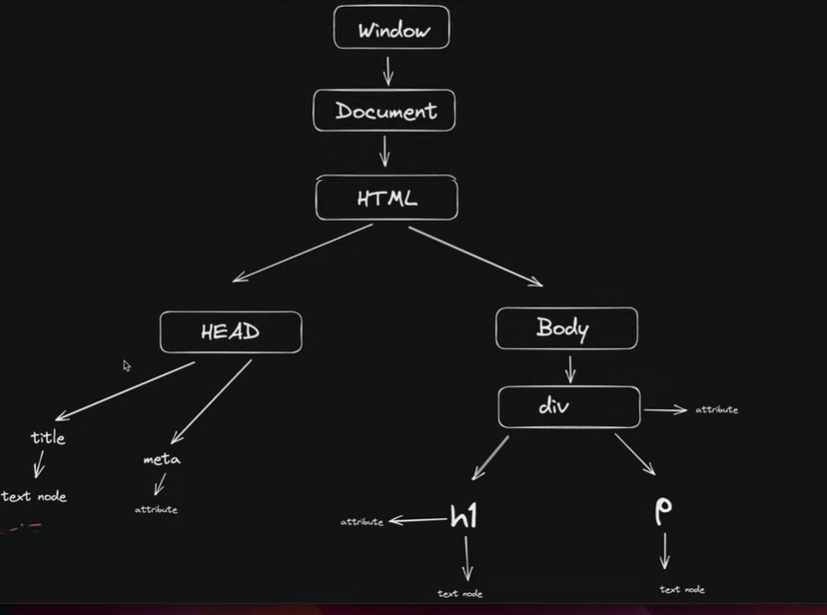 Window
Document
HTML
HEAD
Body
div
attribute
title
meta
text node
attribute
attribute
h1
p
text node
text node